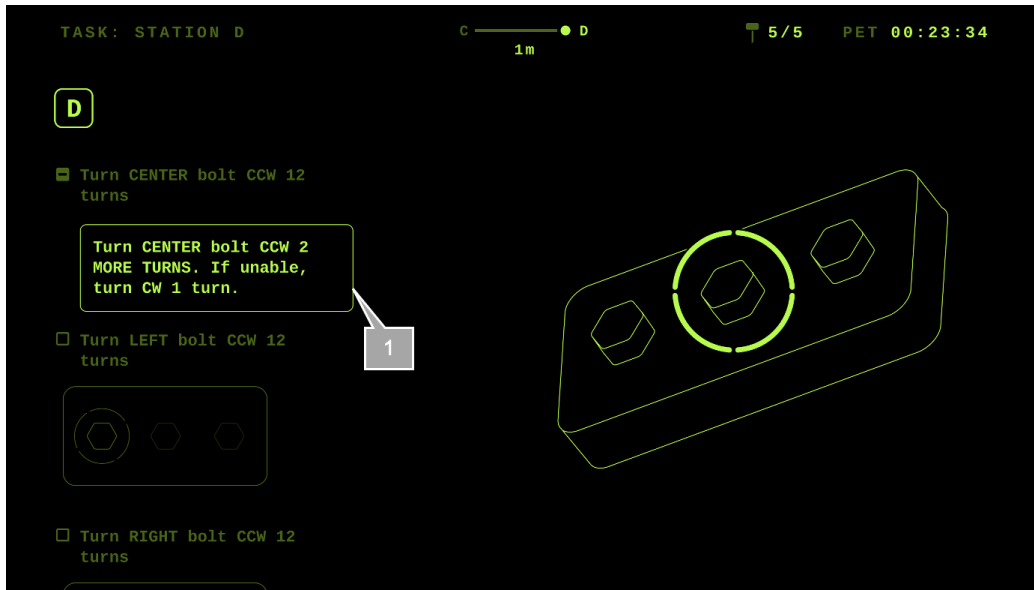 TASK: STATION D
C D
1m
5/5
PET 00:23:34
D
Turn CENTER bolt CCW 12
turns
Turn CENTER bolt CCW 2
MORE TURNS. If unable,
turn CW 1 turn.
1
Turn LEFT bolt CCW 12
turns
Turn RIGHT bolt CCW 12
turns